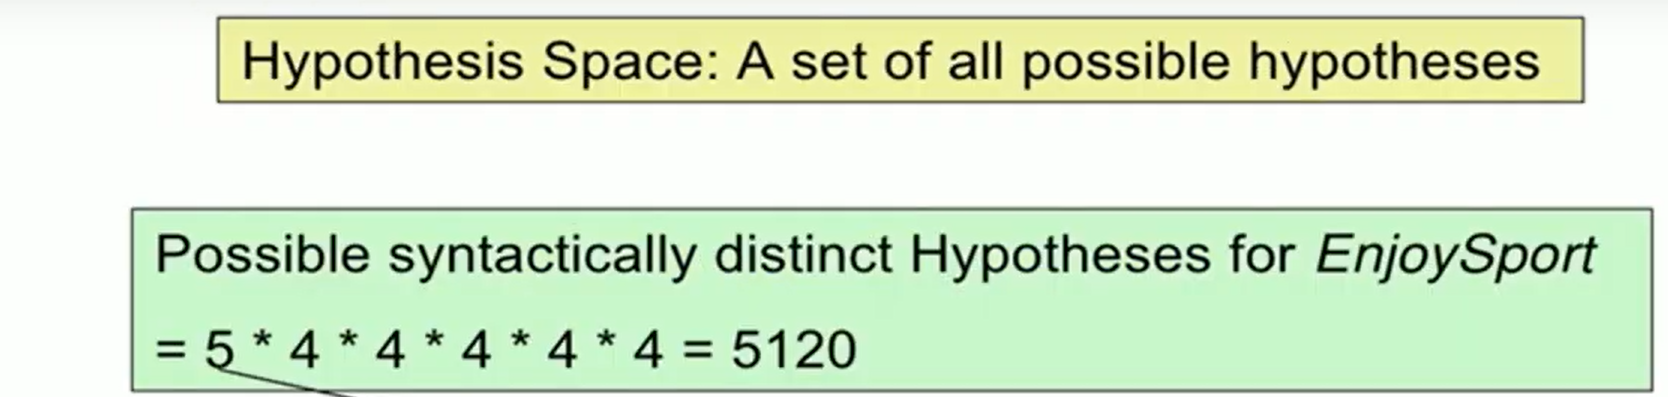 Hypothesis Space: A set of all possible hypotheses
Possible syntactically distinct Hypotheses for EnjoySport
= 5 * 4 * 4 * 4 * 4 * 4 = 5120